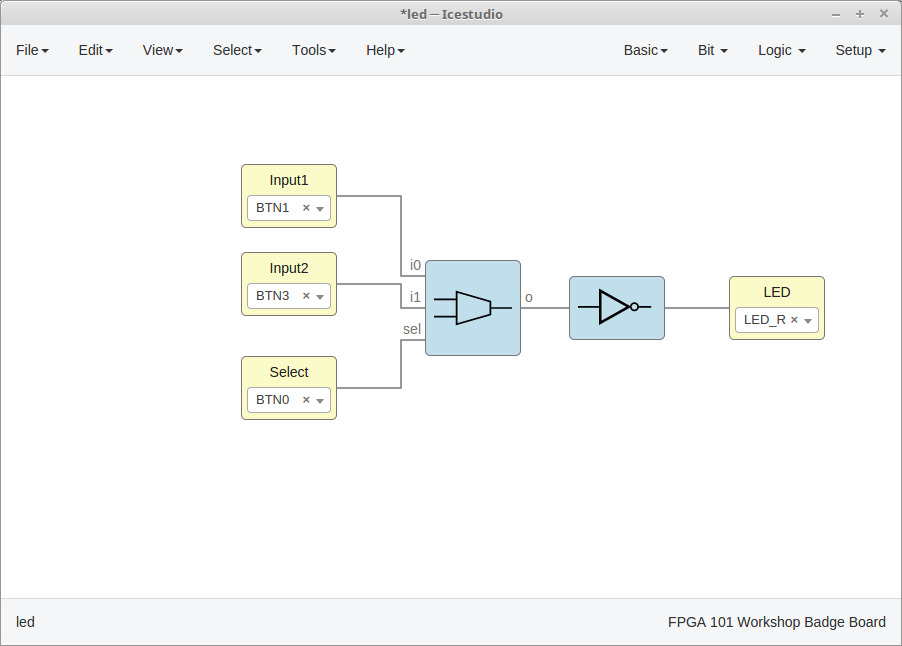 *led – Icestudio
File Edit View Select Tools Help Basic Bit Logic Setup
Input1
BTN1 ×
Input2
BTN3 ×
Select
BTN0 ×
i0
i1
sel
o
LED
LED_R ×
led FPGA 101 Workshop Badge Board